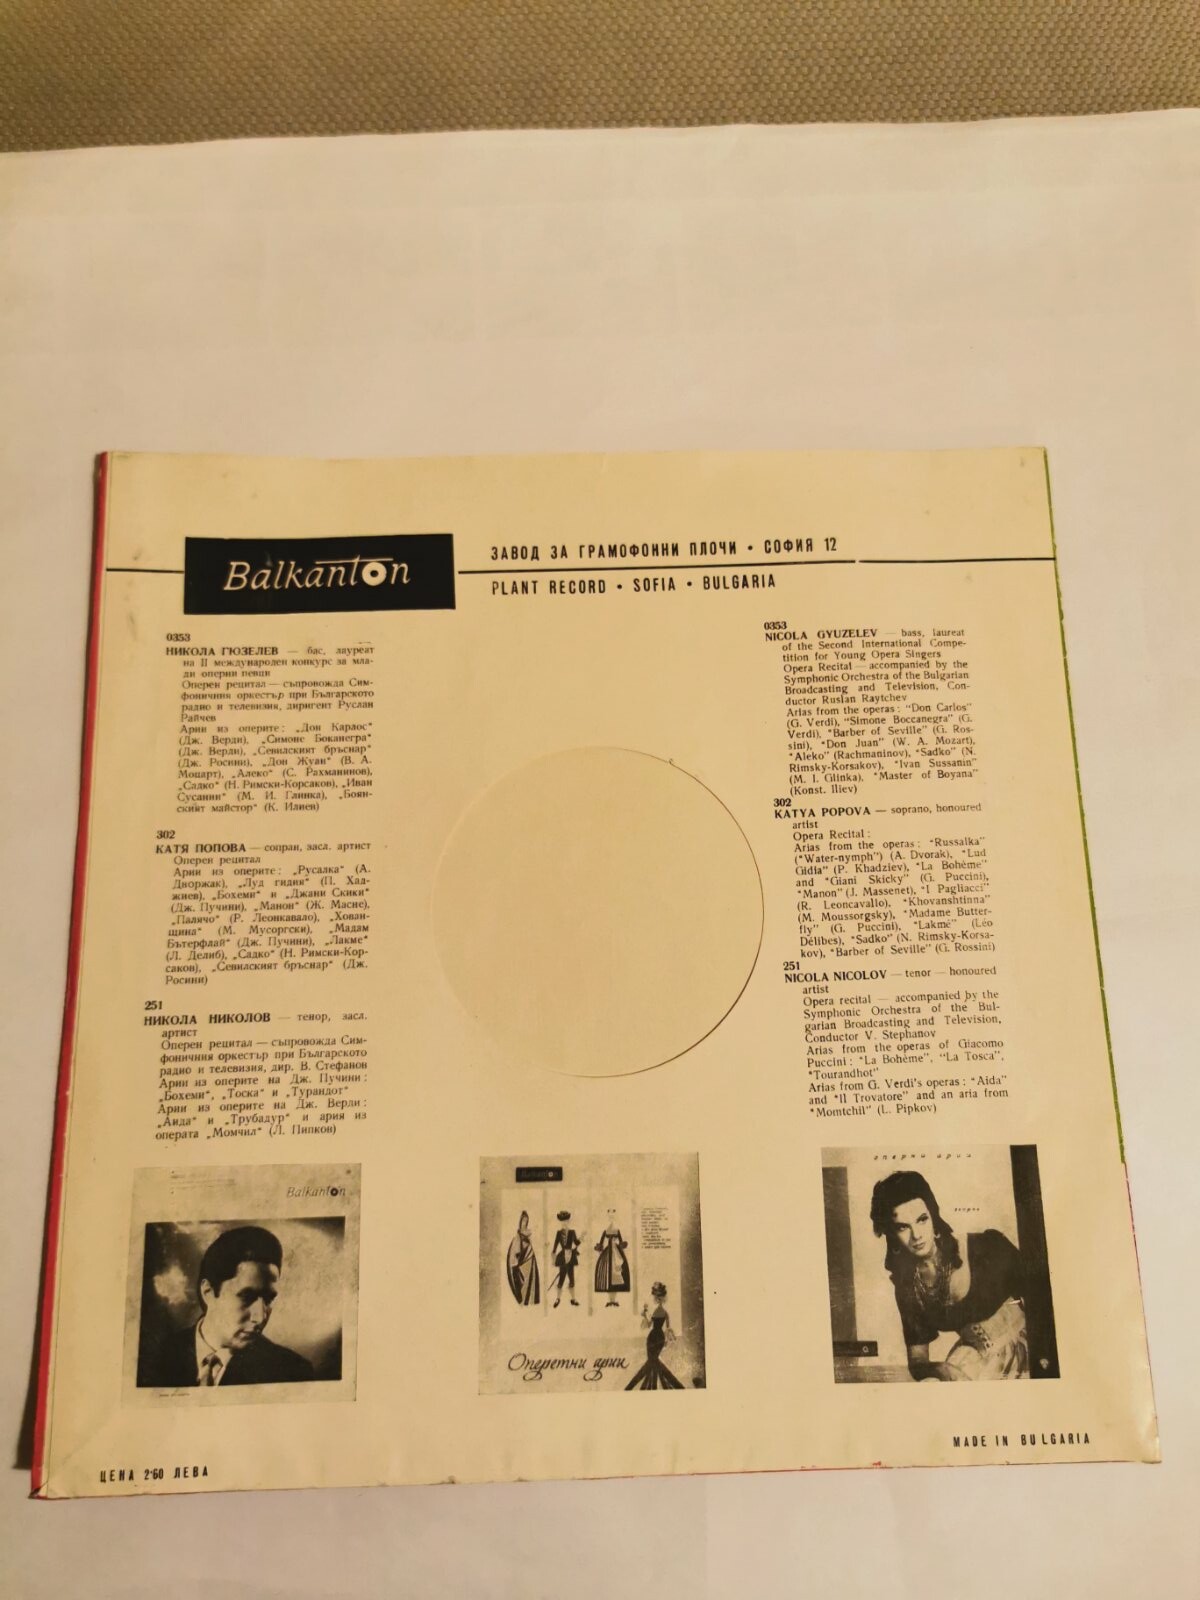 Balkanton
ЗАВОД ЗА ГРАМОФОННИ ПЛОЧИ • СОФИЯ 12
PLANT RECORD • SOFIA • BULGARIA
0353
НИКОЛА ГЮЗЕЛЕВ — бас, лауреат
на II международен конкурс за мла-
ди оперни певци
Оперен рецитал — съпровожда Сим-
фоничния оркестър при Българското
радио и телевизия, диригент Руслан
Райчев
Арии из оперите: „Дон Карлос“
(Дж. Верди), „Симоне Боканегра“
(Дж. Верди), „Севилският бръснар“
(Дж. Росини), „Дон Жуан“ (В. А.
Моцарт), „Алеко“ (С. Рахманинов),
„Садко“ (Н. Римски-Корсаков), „Иван
Сусанин“ (М. И. Глинка), „Боян-
скийт майстор“ (К. Илиев)
302
КАТЯ ПОПОВА — сопран, засл. артист
Оперен рецитал
Арии из оперите: „Русалка“ (А.
Дворжак), „Луд гидия“ (П. Хад-
жиев), „Бохеми“ и „Джани Скики“
(Дж. Пучини), „Манон“ (Ж. Масне),
„Палячо“ (Р. Леонкавало), „Хован-
щина“ (М. Мусоргски), „Мадам
Бътерфлай“ (Дж. Пучини), „Лакме“
(Л. Делиб), „Садко“ (Н. Римски-Кор-
саков), „Севилският бръснар“ (Дж.
Росини)
251
НИКОЛА НИКОЛОВ — тенор, засл.
артист
Оперен рецитал — съпровожда Сим-
фоничния оркестър при Българското
радио и телевизия, дир. В. Стефанов
Арии из оперите на Дж. Пучини:
„Бохеми“, „Тоска“ и „Турандот“
Арии из оперите на Дж. Верди:
„Аида“ и „Трубадур“ и ария из
операта „Момчил“ (Л. Пипков)
0353
NICOLA GYUZELEV — bass, laureat
of the Second International Compe-
tition for Young Opera Singers
Opera Recital — accompanied by the
Symphonic Orchestra of the Bulgarian
Broadcasting and Television, Con-
ductor Ruslan Raytchev
Arias from the operas: "Don Carlos"
(G. Verdi), "Simone Boccanegra" (G.
Verdi), "Barber of Seville" (G. Ros-
sini), "Don Juan" (W. A. Mozart),
"Aleko" (Rachmaninov), "Sadko" (N.
Rimsky-Korsakov), "Ivan Sussanin"
(M. I. Glinka), "Master of Boyana"
(Konst. Iliev)
302
KATYA POPOVA — soprano, honoured
artist
Opera Recital:
Arias from the operas: "Russalka"
("Water-nymph") (A. Dvorak), "Lud
Gidia" (P. Khadziev), "La Bohème"
and "Giani Skicky" (G. Puccini),
"Manon" (J. Massenet), "I Pagliacci"
(R. Leoncavallo), "Khovanshtinna"
(M. Moussorgsky), "Madame Butter-
fly" (G. Puccini), "Lakmé" (Léo
Délibes), "Sadko" (N. Rimsky-Korsa-
kov), "Barber of Seville" (G. Rossini)
251
NICOLA NICOLOV — tenor — honoured
artist
Opera recital — accompanied by the
Symphonic Orchestra of the Bul-
garian Broadcasting and Television,
Conductor V. Stephanov
Arias from the operas of Giacomo
Puccini: "La Bohème", "La Tosca",
"Tourandhot"
Arias from G. Verdi's operas: "Aida"
and "Il Trovatore" and an aria from
"Momtchil" (L. Pipkov)
Balkanton
Balkanton
Оперетни арии
оперни арии
MADE IN BULGARIA
ЦЕНА 2·60 ЛЕВА